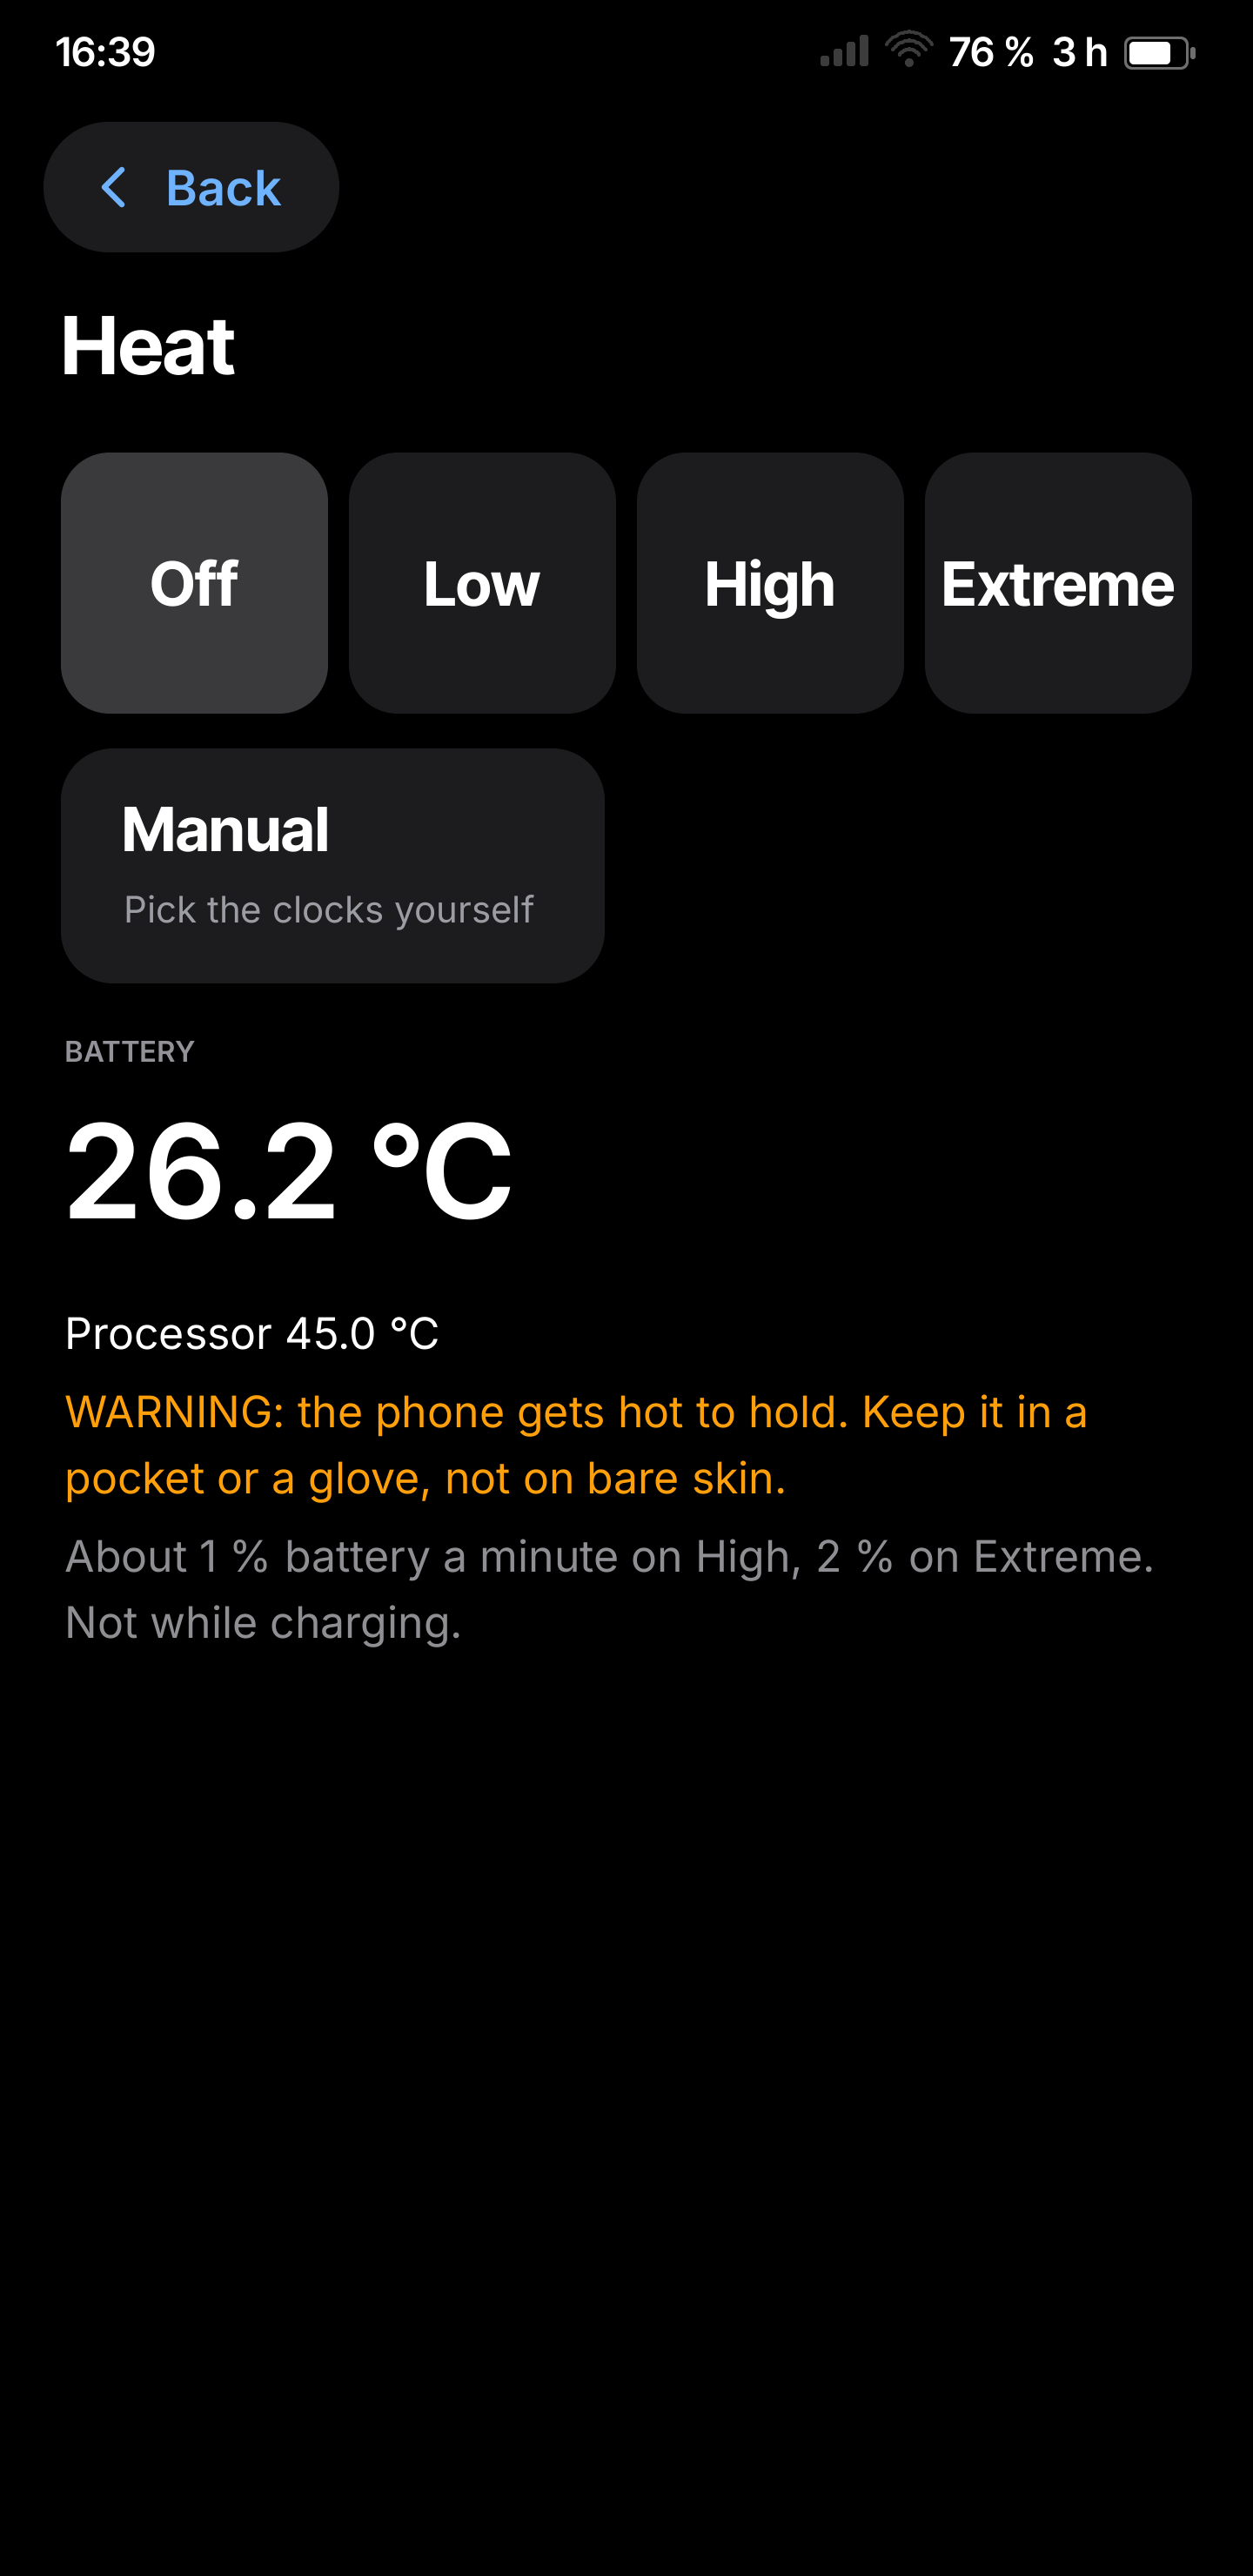 16:39
76 % 3 h
Back
Heat
Off
Low
High
Extreme
Manual
Pick the clocks yourself
BATTERY
26.2 °C
Processor 45.0 °C
WARNING: the phone gets hot to hold. Keep it in a
pocket or a glove, not on bare skin.
About 1 % battery a minute on High, 2 % on Extreme.
Not while charging.